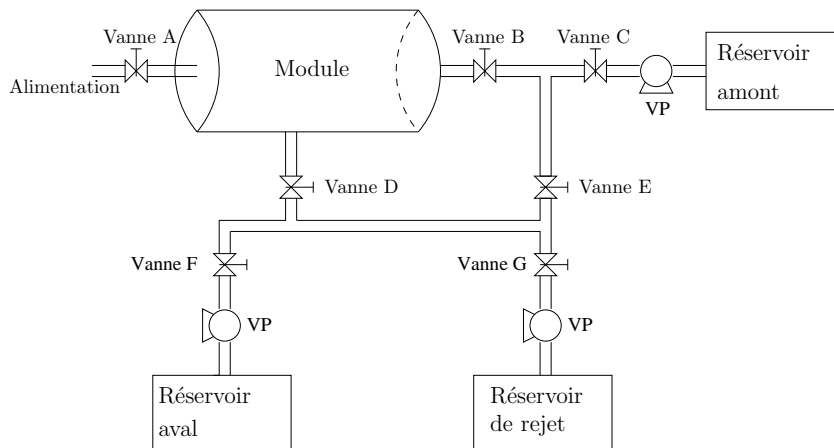 Vanne A
Vanne B
Vanne C
Réservoir
amont
Module
Alimentation
VP
Vanne D
Vanne E
Vanne F
Vanne G
VP
VP
Réservoir
aval
Réservoir
de rejet